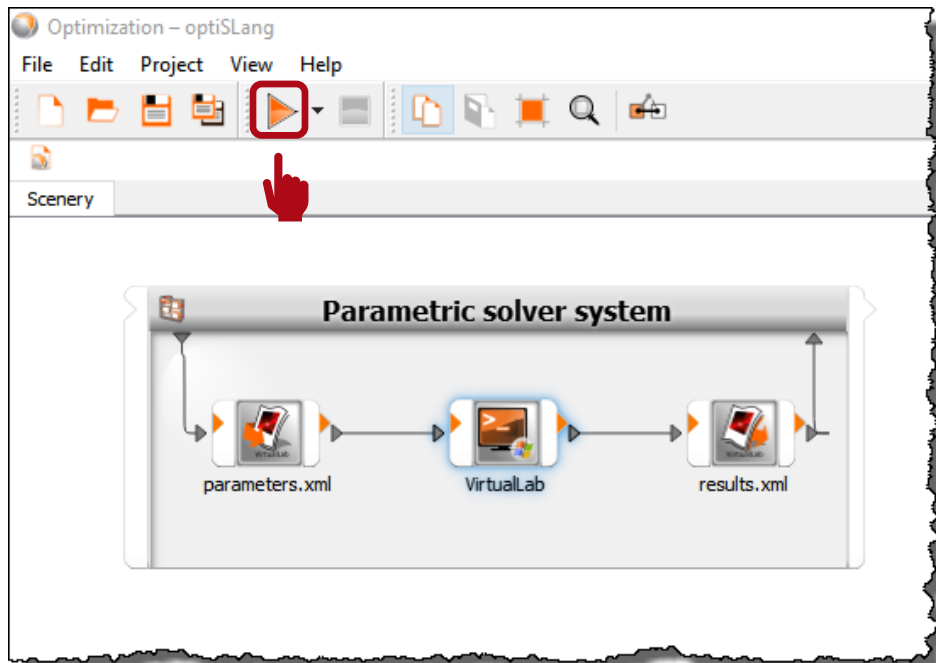 Optimization – optiSLang
File Edit Project View Help
Scenery
Parametric solver system
parameters.xml VirtualLab results.xml